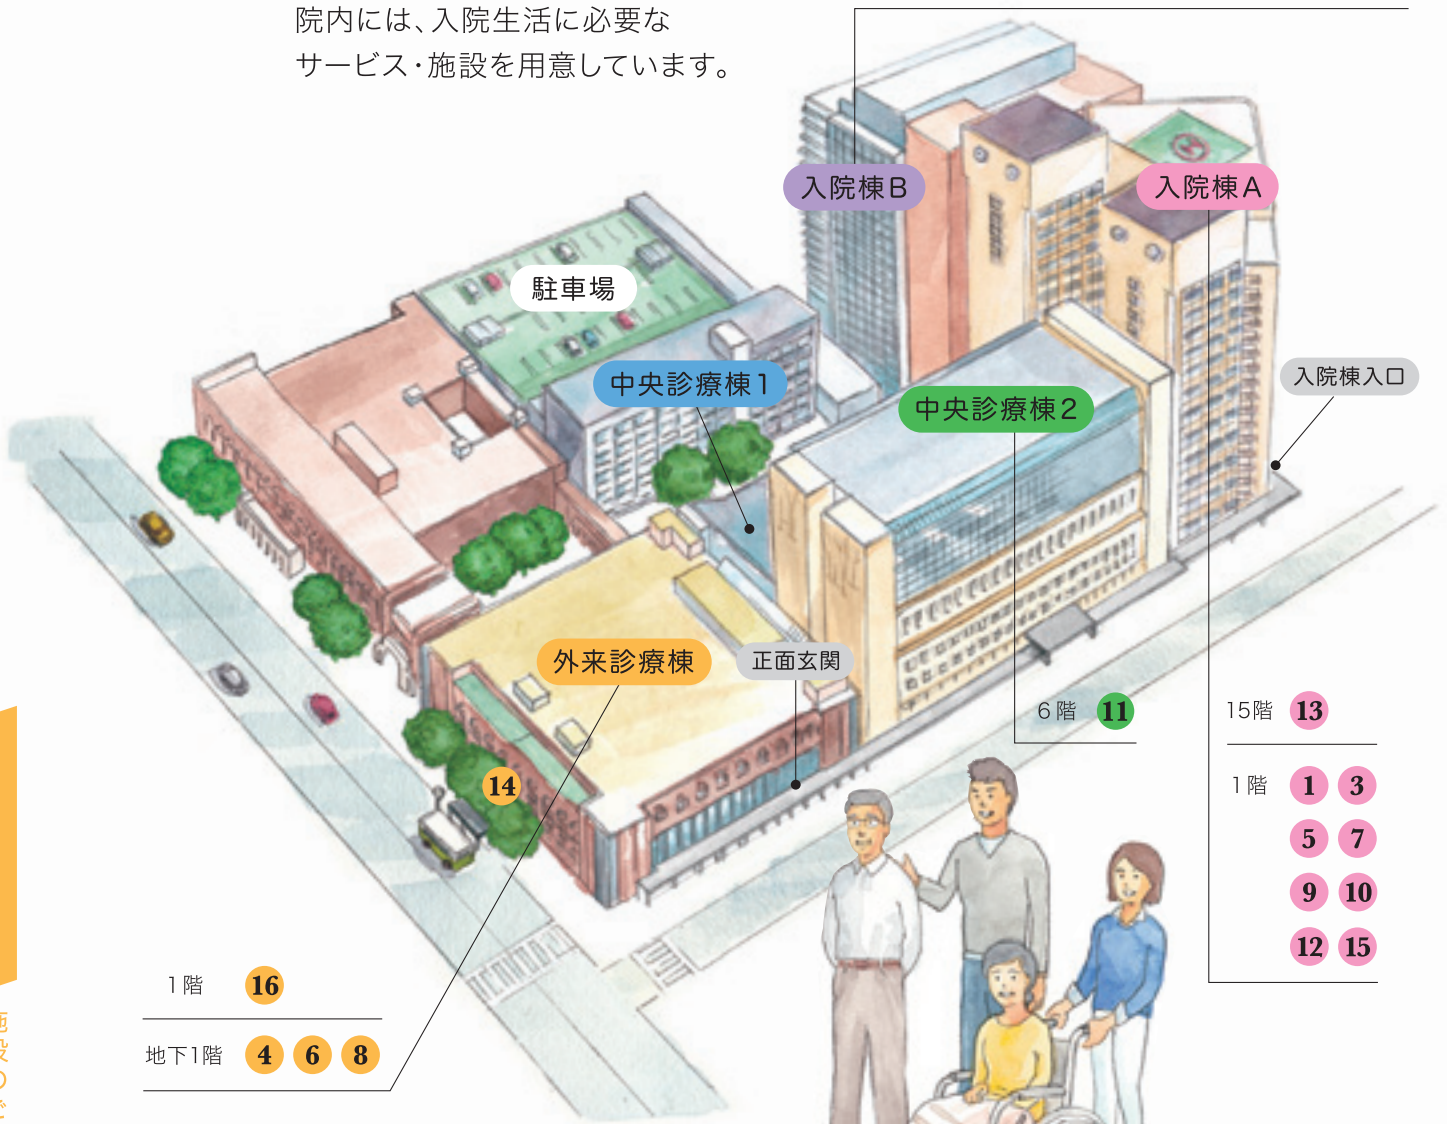 院内には、入院生活に必要な
サービス・施設を用意しています。
入院棟B
入院棟A
駐車場
中央診療棟1
中央診療棟2
入院棟入口
外来診療棟
正面玄関
6階 11
15階 13
1階 1 3
5 7
9 10
12 15
14
1階 16
地下1階 4 6 8